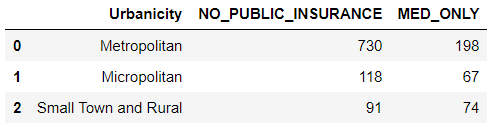 Urbanicity NO_PUBLIC_INSURANCE MED_ONLY
0 Metropolitan 730 198
1 Micropolitan 118 67
2 Small Town and Rural 91 74